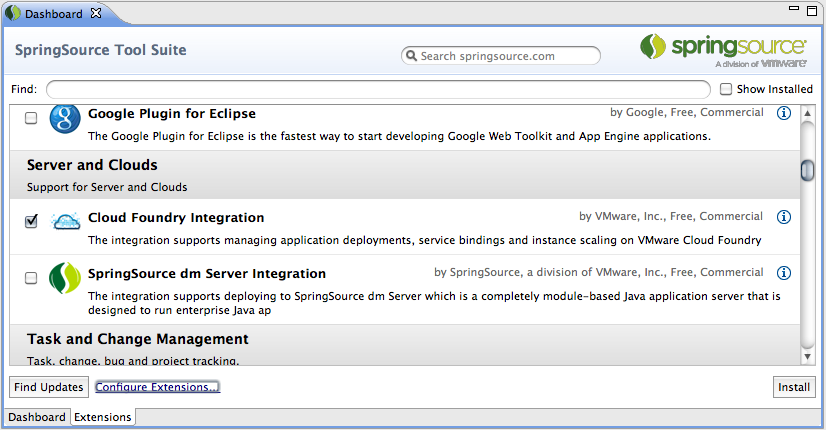 Dashboard
SpringSource Tool Suite
Search springsource.com
springsource
A division of vmware
Find:
Show Installed
Google Plugin for Eclipse
by Google, Free, Commercial
The Google Plugin for Eclipse is the fastest way to start developing Google Web Toolkit and App Engine applications.
Server and Clouds
Support for Server and Clouds
Cloud Foundry Integration
by VMware, Inc., Free, Commercial
The integration supports managing application deployments, service bindings and instance scaling on VMware Cloud Foundry
SpringSource dm Server Integration
by SpringSource, a division of VMware, Inc., Free, Commercial
The integration supports deploying to SpringSource dm Server which is a completely module-based Java application server that is
designed to run enterprise Java ap
Task and Change Management
Task, change, bug and project tracking.
Find Updates
Configure Extensions...
Install
Dashboard
Extensions